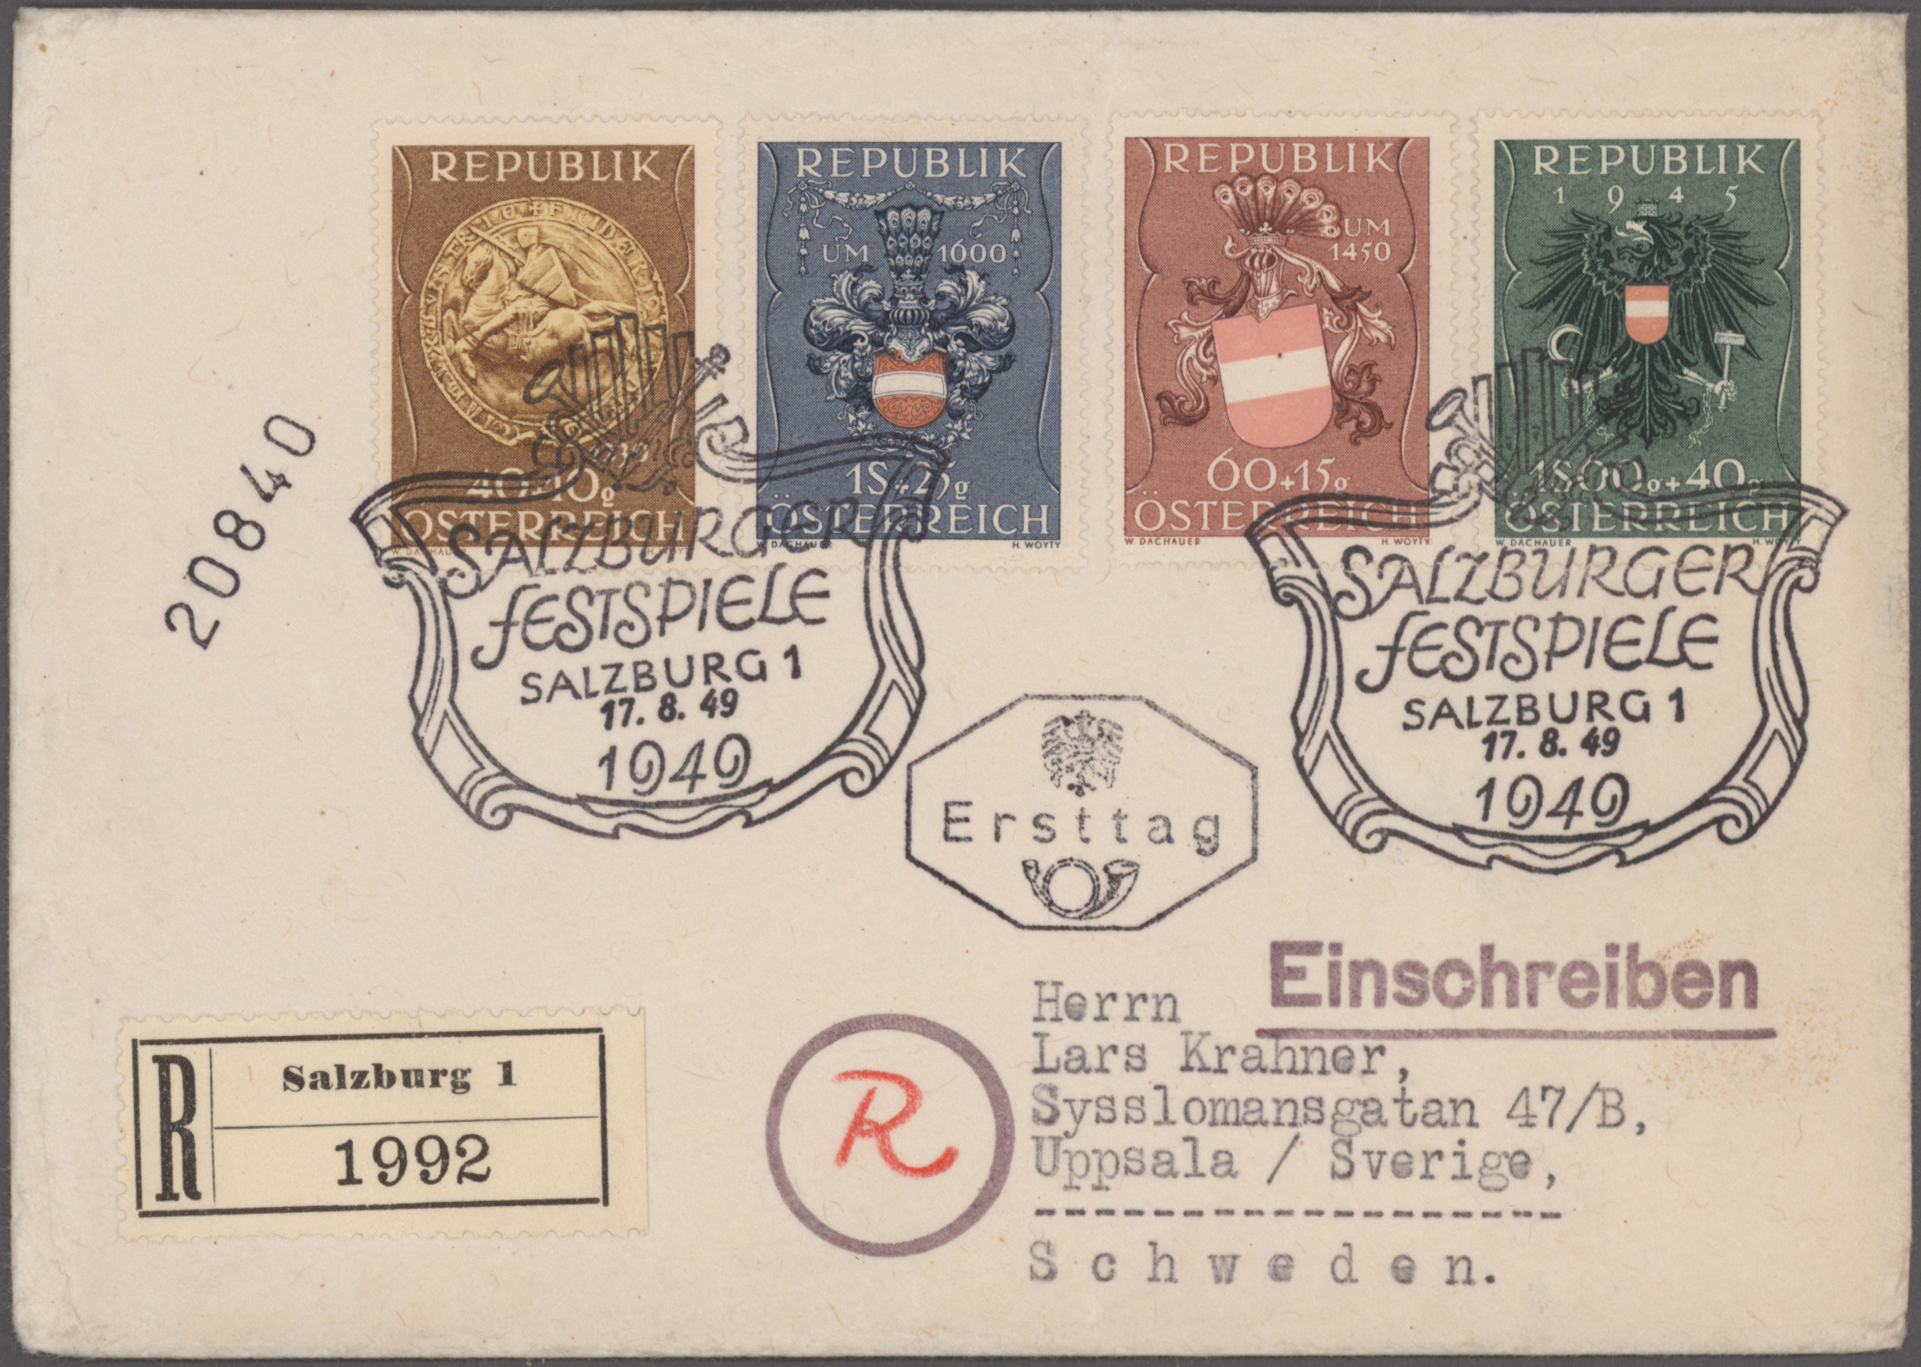 REPUBLIK
40+10g
ÖSTERREICH
W. DACHAUER
REPUBLIK
UM 1600
1S+25g
ÖSTERREICH
W. DACHAUER H. WOYTY
REPUBLIK
UM
1450
60+15g
ÖSTERREICH
W. DACHAUER H. WOYTY
REPUBLIK
1945
1S60g+40g
ÖSTERREICH
W. DACHAUER H. WOYTY
20840
SALZBURGER
FESTSPIELE
SALZBURG 1
17. 8. 49
1949
SALZBURGER
FESTSPIELE
SALZBURG 1
17. 8. 49
1949
Ersttag
Einschreiben
Herrn
Lars Krahner,
Sysslomansgatan 47/B,
Uppsala / Sverige,
--------------------
Schweden.
R
R
Salzburg 1
1992